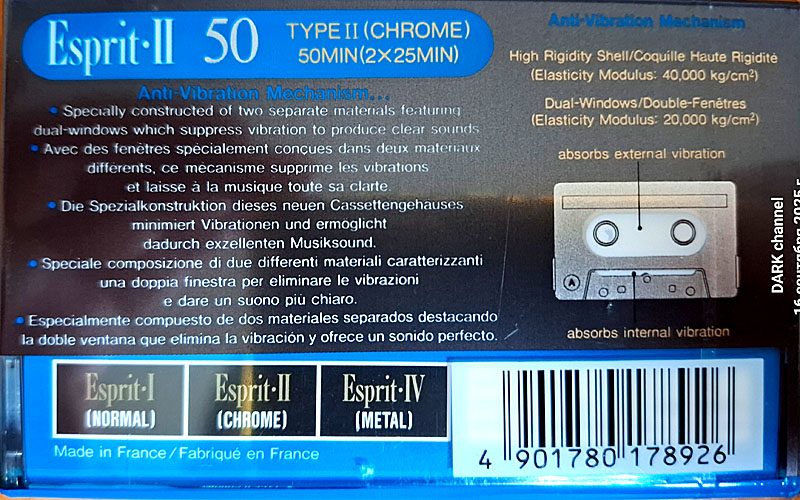 Esprit·II 50 TYPE II (CHROME)
50MIN(2×25MIN)
Anti-Vibration Mechanism...
• Specially constructed of two separate materials featuring
dual-windows which suppress vibration to produce clear sounds
• Avec des fenêtres spécialement conçues dans deux matériaux
différents, ce mécanisme supprime les vibrations
et laisse à la musique toute sa clarte.
• Die Spezialkonstruktion dieses neuen Cassettengehäuses
minimiert Vibrationen und ermöglicht
dadurch exzellenten Musiksound.
• Speciale composizione di due differenti materiali caratterizzanti
una doppia finestra per eliminare le vibrazioni
e dare un suono più chiaro.
• Especialmente compuesto de dos materiales separados destacando
la doble ventana que elimina la vibración y ofrece un sonido perfecto.
Anti-Vibration Mechanism
High Rigidity Shell/Coquille Haute Rigidité
(Elasticity Modulus: 40,000 kg/cm²)
Dual-Windows/Double-Fenêtres
(Elasticity Modulus: 20,000 kg/cm²)
absorbs external vibration
A
absorbs internal vibration
Esprit·I
(NORMAL)
Esprit·II
(CHROME)
Esprit·IV
(METAL)
Made in France/Fabriqué en France
4 901780 178926
DARK channel
16 сентября 2025 г.